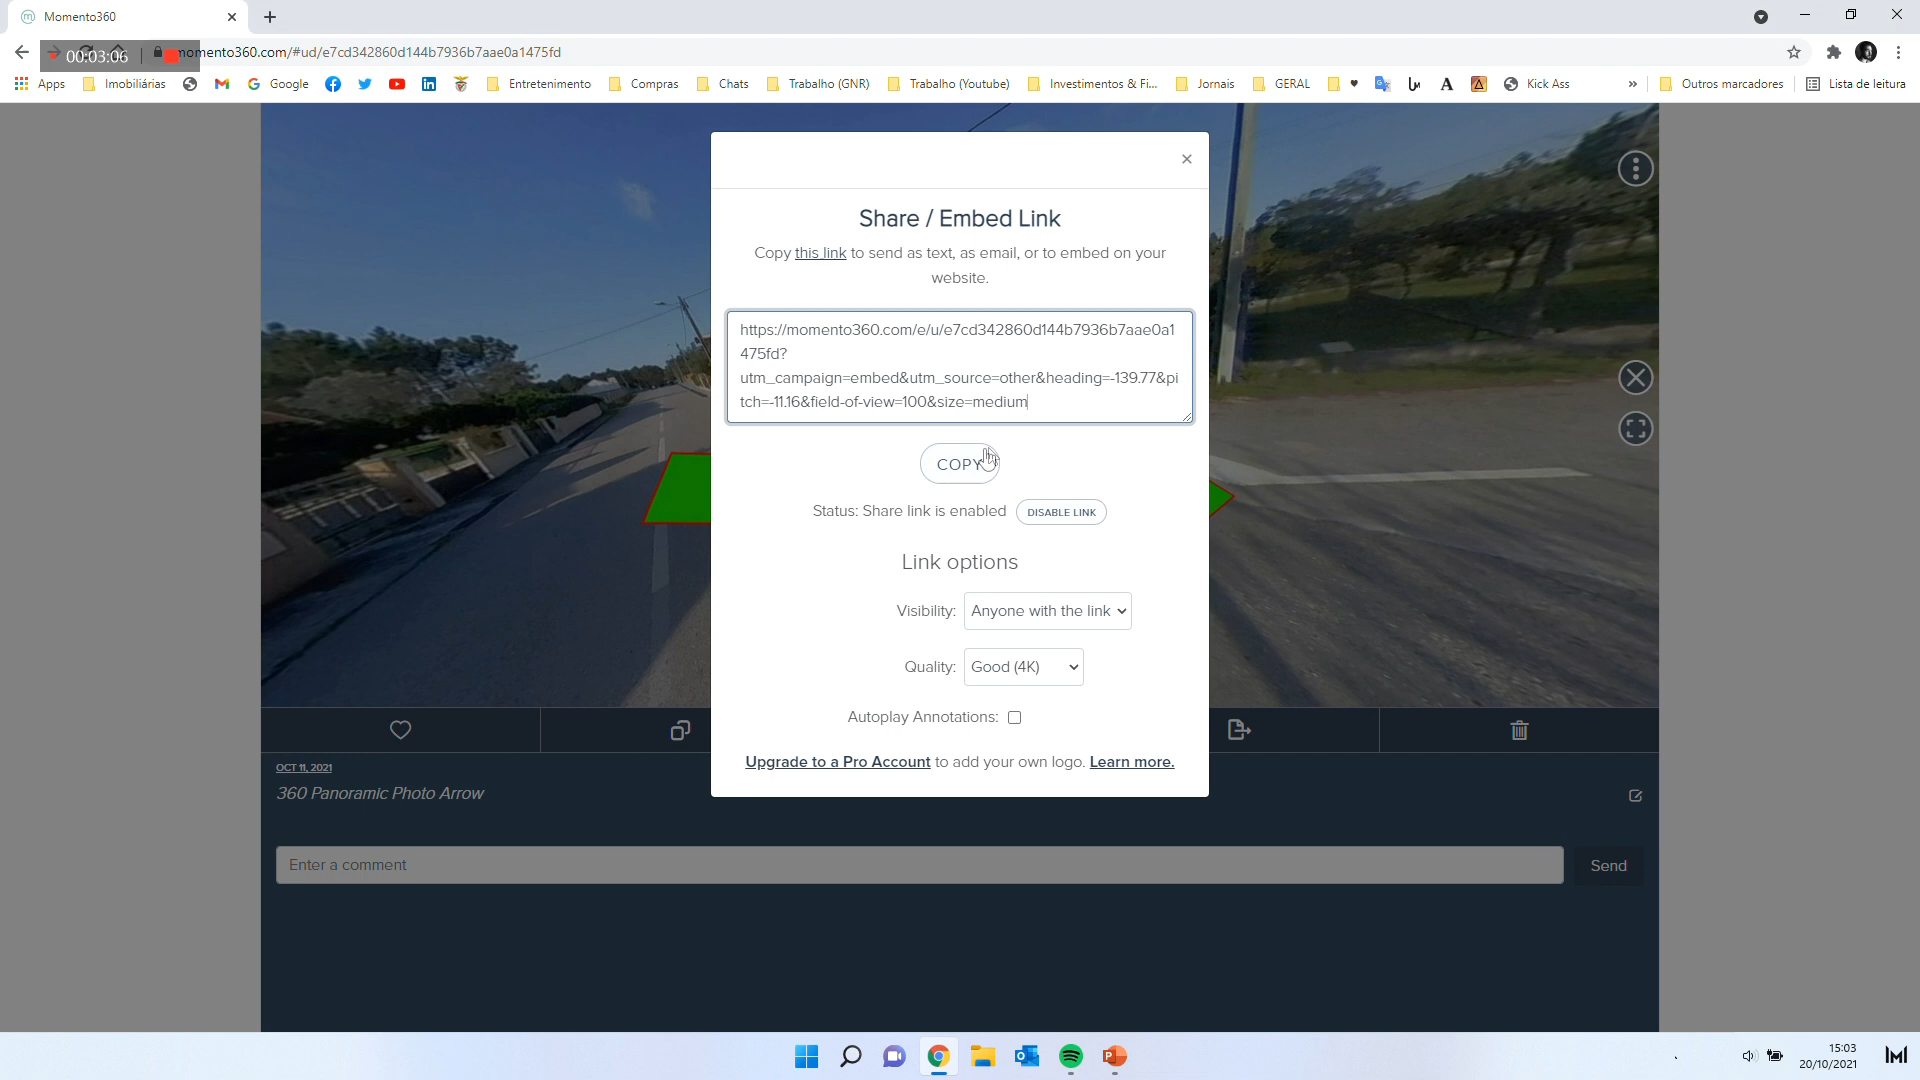 Momento360
00:03:06
momento360.com/#ud/e7cd342860d144b7936b7aae0a1475fd
Apps
Imobiliárias
Google
Entretenimento
Compras
Chats
Trabalho (GNR)
Trabalho (Youtube)
Investimentos & Fi...
Jornais
GERAL
Kick Ass
Outros marcadores
Lista de leitura
Share / Embed Link
Copy this link to send as text, as email, or to embed on your
website.
https://momento360.com/e/u/e7cd342860d144b7936b7aae0a1
475fd?
utm_campaign=embed&utm_source=other&heading=-139.77&pi
tch=-11.16&field-of-view=100&size=medium
COPY
Status: Share link is enabled
DISABLE LINK
Link options
Visibility: Anyone with the link
Quality: Good (4K)
Autoplay Annotations:
Upgrade to a Pro Account to add your own logo. Learn more.
OCT 11, 2021
360 Panoramic Photo Arrow
Enter a comment
Send
15:03
20/10/2021